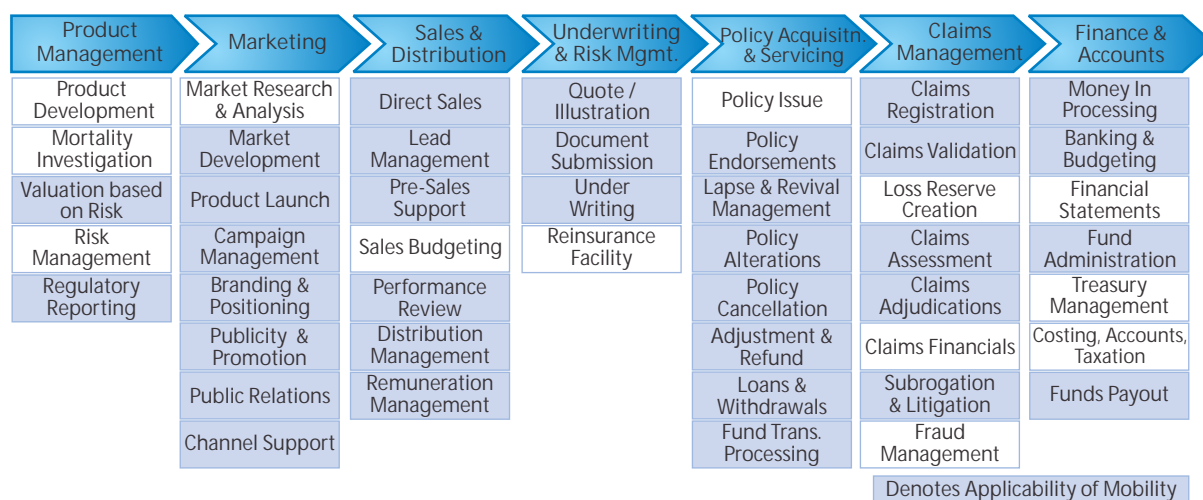 Product
Management
Marketing
Sales &
Distribution
Underwriting
& Risk Mgmt.
Policy Acquisitn.
& Servicing
Claims
Management
Finance &
Accounts
Product
Development
Mortality
Investigation
Valuation based
on Risk
Risk
Management
Regulatory
Reporting
Market Research
& Analysis
Market
Development
Product Launch
Campaign
Management
Branding &
Positioning
Publicity &
Promotion
Public Relations
Channel Support
Direct Sales
Lead
Management
Pre-Sales
Support
Sales Budgeting
Performance
Review
Distribution
Management
Remuneration
Management
Quote /
Illustration
Document
Submission
Under
Writing
Reinsurance
Facility
Policy Issue
Policy
Endorsements
Lapse & Revival
Management
Policy
Alterations
Policy
Cancellation
Adjustment &
Refund
Loans &
Withdrawals
Fund Trans.
Processing
Claims
Registration
Claims Validation
Loss Reserve
Creation
Claims
Assessment
Claims
Adjudications
Claims Financials
Subrogation
& Litigation
Fraud
Management
Money In
Processing
Banking &
Budgeting
Financial
Statements
Fund
Administration
Treasury
Management
Costing, Accounts,
Taxation
Funds Payout
Denotes Applicability of Mobility